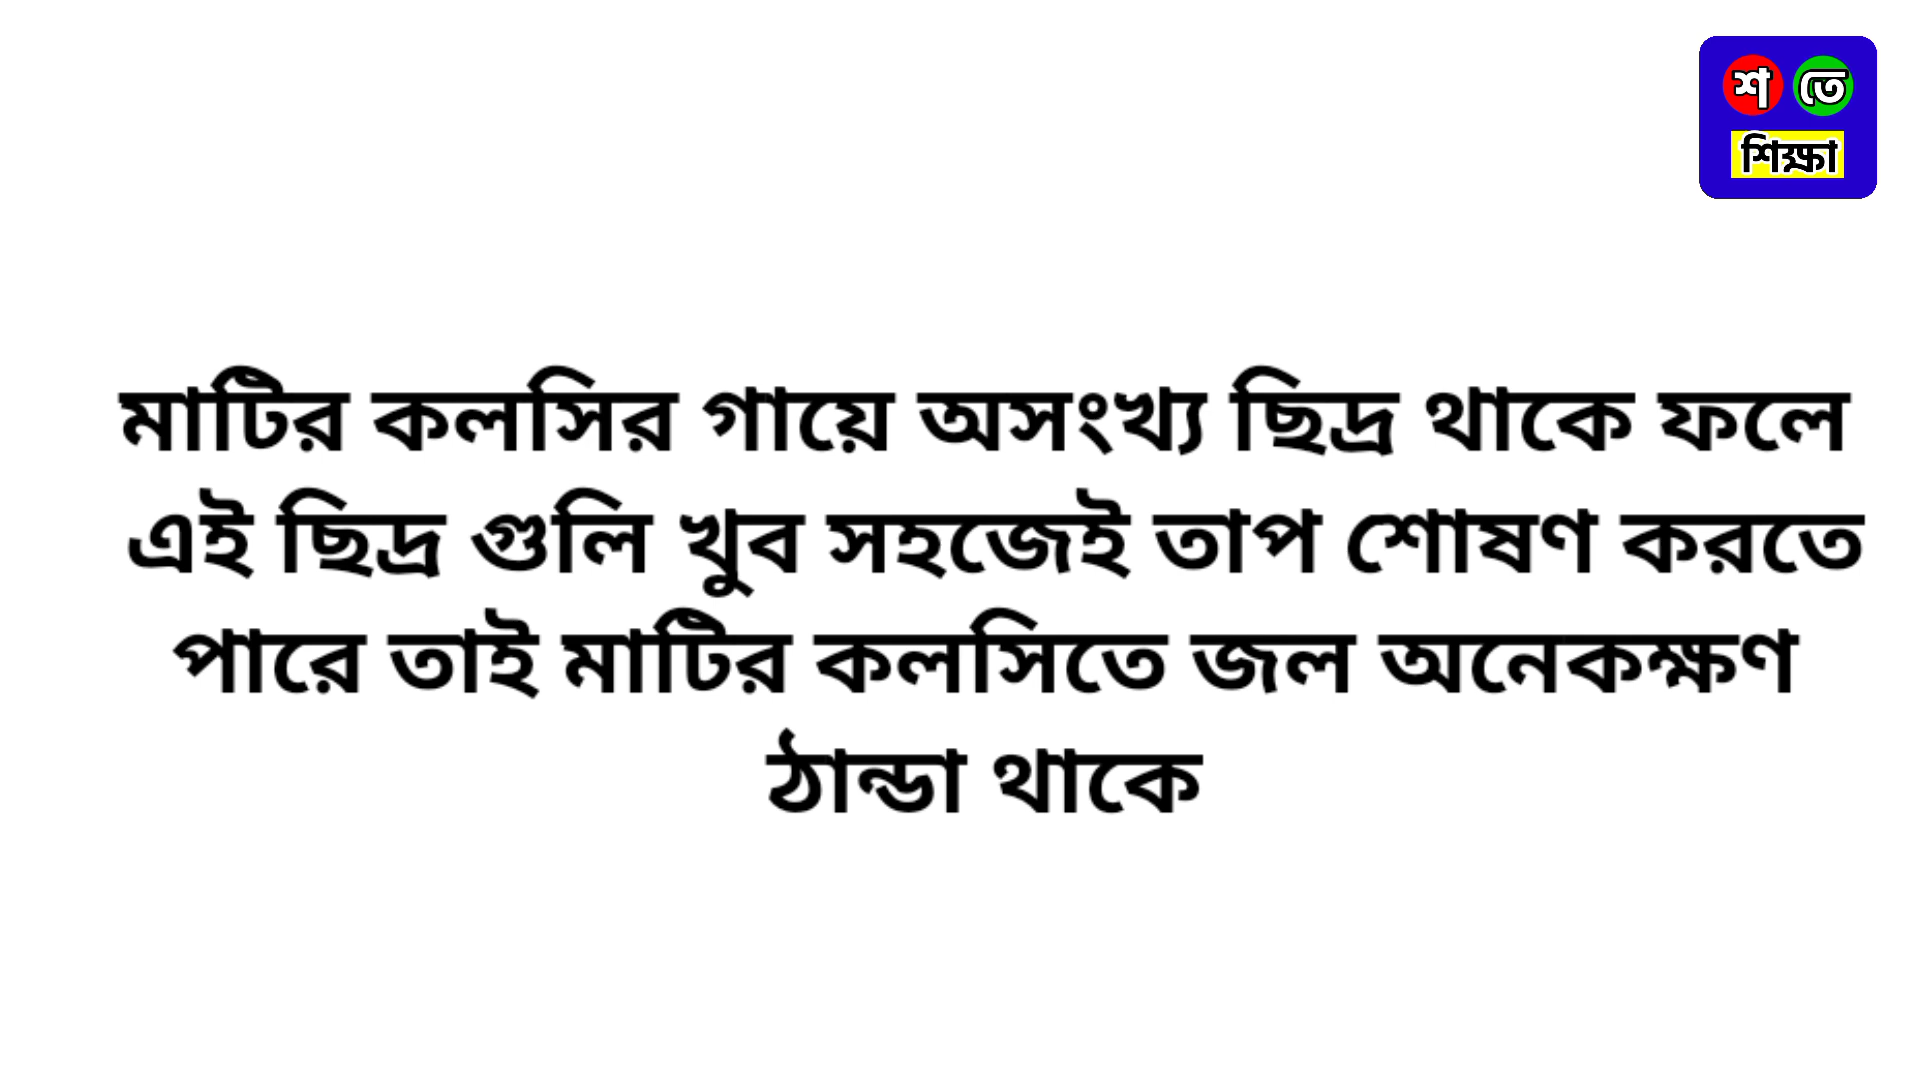 শ তে
শিক্ষা
মাটির কলসির গায়ে অসংখ্য ছিদ্র থাকে ফলে
এই ছিদ্র গুলি খুব সহজেই তাপ শোষণ করতে
পারে তাই মাটির কলসিতে জল অনেকক্ষণ
ঠান্ডা থাকে